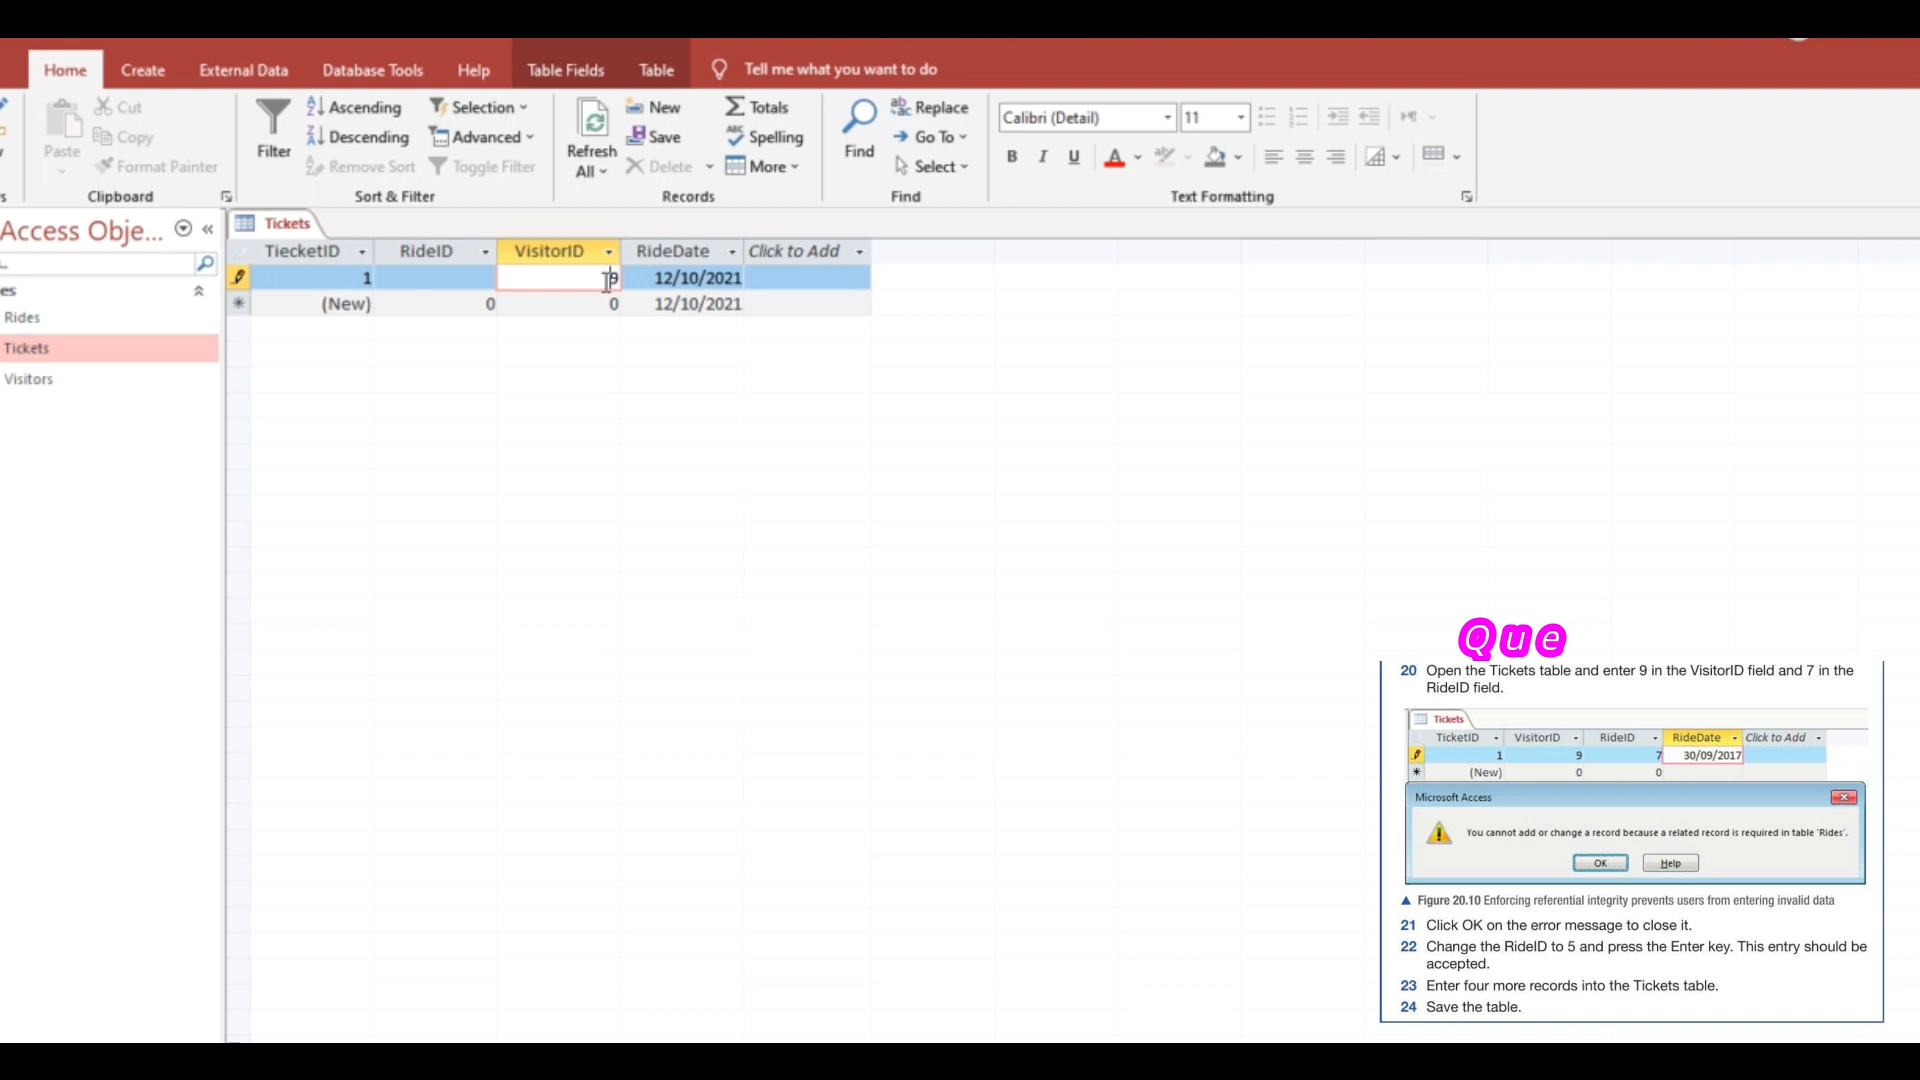 Home Create External Data Database Tools Help Table Fields Table Tell me what you want to do
Cut
Copy
Paste
Format Painter
Clipboard
Filter
Ascending
Descending
Remove Sort
Selection
Advanced
Toggle Filter
Sort & Filter
Refresh
All
New
Save
Delete
Totals
Spelling
More
Records
Find
Replace
Go To
Select
Find
Calibri (Detail) 11
B I U
Text Formatting
Access Obje...
Rides
Tickets
Visitors
Tickets
TiecketID RideID VisitorID RideDate Click to Add
1 9 12/10/2021
(New) 0 0 12/10/2021
Que
20 Open the Tickets table and enter 9 in the VisitorID field and 7 in the
RideID field.
Tickets
TicketID VisitorID RideID RideDate Click to Add
1 9 7 30/09/2017
(New) 0 0
Microsoft Access
You cannot add or change a record because a related record is required in table 'Rides'.
OK Help
Figure 20.10 Enforcing referential integrity prevents users from entering invalid data
21 Click OK on the error message to close it.
22 Change the RideID to 5 and press the Enter key. This entry should be
accepted.
23 Enter four more records into the Tickets table.
24 Save the table.